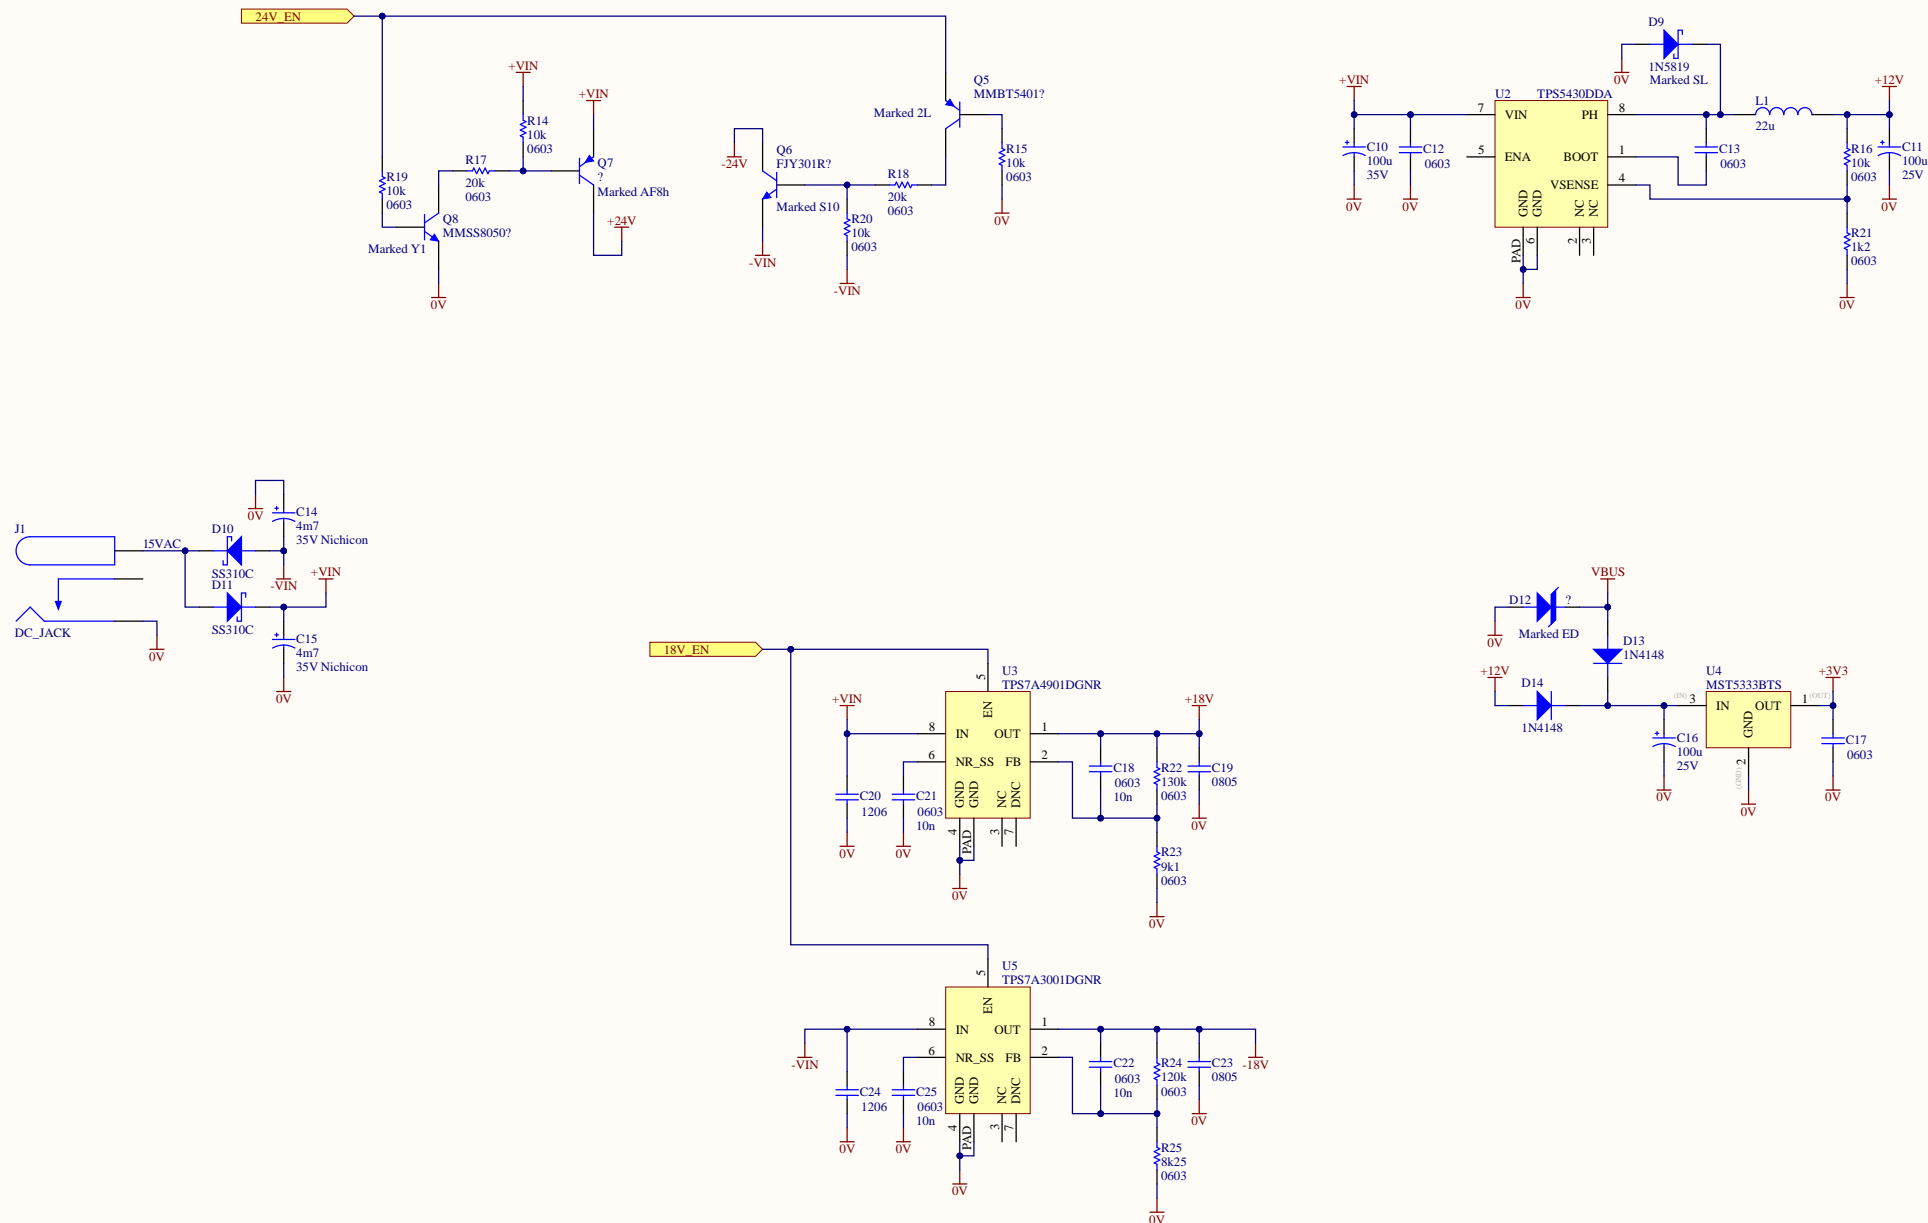 24V_EN
+VIN
R14
10k
0603
+VIN
R17
20k
0603
Q7
?
Marked AF8h
+24V
R19
10k
0603
Q8
MMSS8050?
Marked Y1
0V
Q5
MMBT5401?
Marked 2L
-24V
Q6
FJY301R?
Marked S10
-VIN
R18
20k
0603
R20
10k
0603
-VIN
R15
10k
0603
0V
D9
1N5819
Marked SL
0V
+VIN
C10
100u
35V
0V
C12
0603
0V
U2
TPS5430DDA
7
VIN
PH
8
5
ENA
BOOT
1
VSENSE
4
GND
GND
NC
NC
PAD
6
2
3
0V
C13
0603
L1
22u
+12V
R16
10k
0603
C11
100u
25V
0V
R21
1k2
0603
0V
J1
DC_JACK
15VAC
0V
D10
SS310C
D11
SS310C
0V
C14
4m7
35V Nichicon
-VIN
+VIN
C15
4m7
35V Nichicon
0V
18V_EN
U3
TPS7A4901DGNR
5
EN
+VIN
8
IN
OUT
1
6
NR_SS
FB
2
GND
GND
NC
DNC
4
PAD
3
7
0V
C20
1206
0V
C21
0603
10n
0V
C18
0603
10n
R22
130k
0603
+18V
C19
0805
0V
R23
9k1
0603
0V
U5
TPS7A3001DGNR
5
EN
-VIN
8
IN
OUT
1
6
NR_SS
FB
2
GND
GND
NC
DNC
4
PAD
3
7
0V
C24
1206
0V
C25
0603
10n
0V
C22
0603
10n
R24
120k
0603
C23
0805
0V
-18V
R25
8k25
0603
0V
VBUS
D12
?
Marked ED
0V
D13
1N4148
+12V
D14
1N4148
C16
100u
25V
0V
U4
MST5333BTS
(IN)
3
IN
OUT
1
(OUT)
GND
2
(GND)
0V
+3V3
C17
0603
0V